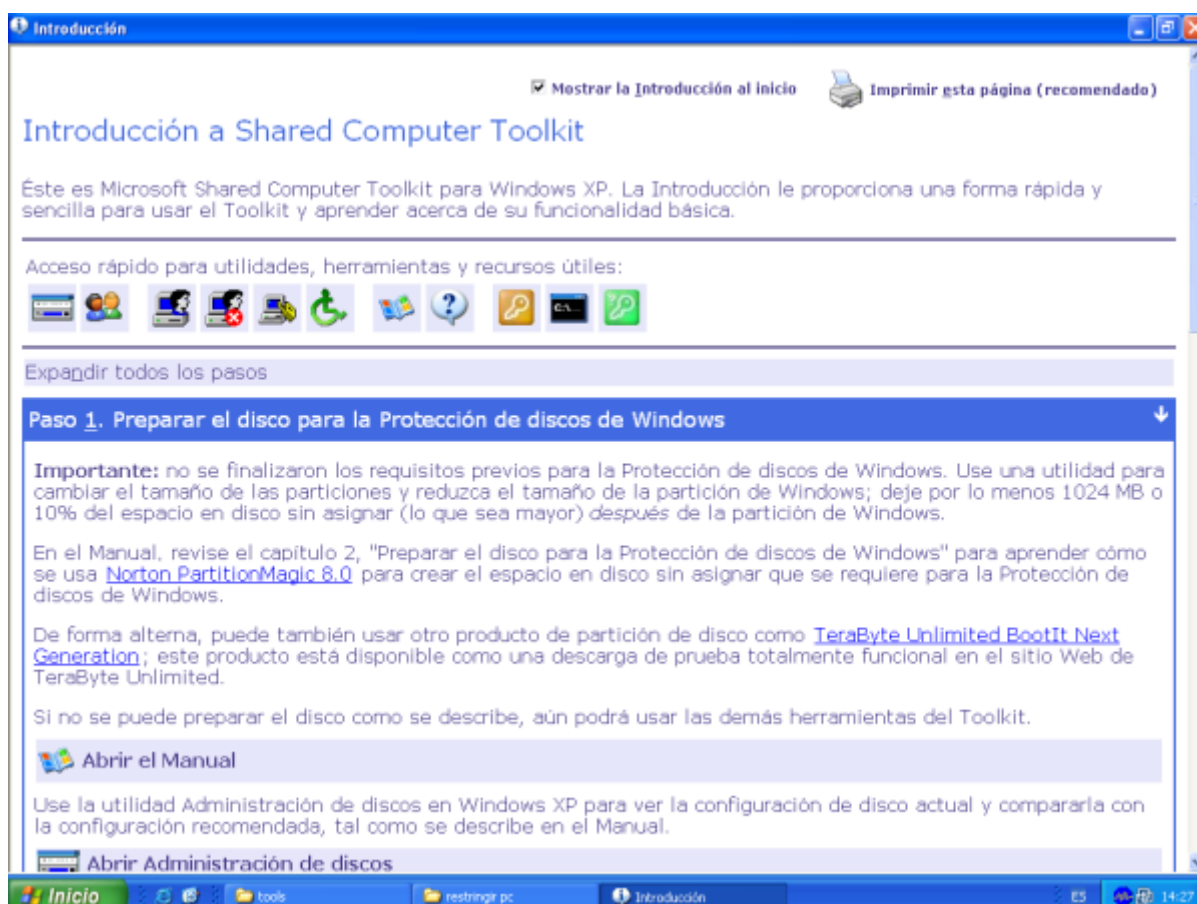 Introducción
Mostrar la Introducción al inicio
Imprimir esta página (recomendado)
Introducción a Shared Computer Toolkit
Éste es Microsoft Shared Computer Toolkit para Windows XP. La Introducción le proporciona una forma rápida y
sencilla para usar el Toolkit y aprender acerca de su funcionalidad básica.
Acceso rápido para utilidades, herramientas y recursos útiles:
C:\...
Expandir todos los pasos
Paso 1. Preparar el disco para la Protección de discos de Windows
Importante: no se finalizaron los requisitos previos para la Protección de discos de Windows. Use una utilidad para
cambiar el tamaño de las particiones y reduzca el tamaño de la partición de Windows; deje por lo menos 1024 MB o
10% del espacio en disco sin asignar (lo que sea mayor) después de la partición de Windows.
En el Manual, revise el capítulo 2, "Preparar el disco para la Protección de discos de Windows" para aprender cómo
se usa Norton PartitionMagic 8.0 para crear el espacio en disco sin asignar que se requiere para la Protección de
discos de Windows.
De forma alterna, puede también usar otro producto de partición de disco como TeraByte Unlimited BootIt Next
Generation; este producto está disponible como una descarga de prueba totalmente funcional en el sitio Web de
TeraByte Unlimited.
Si no se puede preparar el disco como se describe, aún podrá usar las demás herramientas del Toolkit.
Abrir el Manual
Use la utilidad Administración de discos en Windows XP para ver la configuración de disco actual y compararla con
la configuración recomendada, tal como se describe en el Manual.
Abrir Administración de discos
Inicio
tools
restringir pc
Introducción
ES
14:27